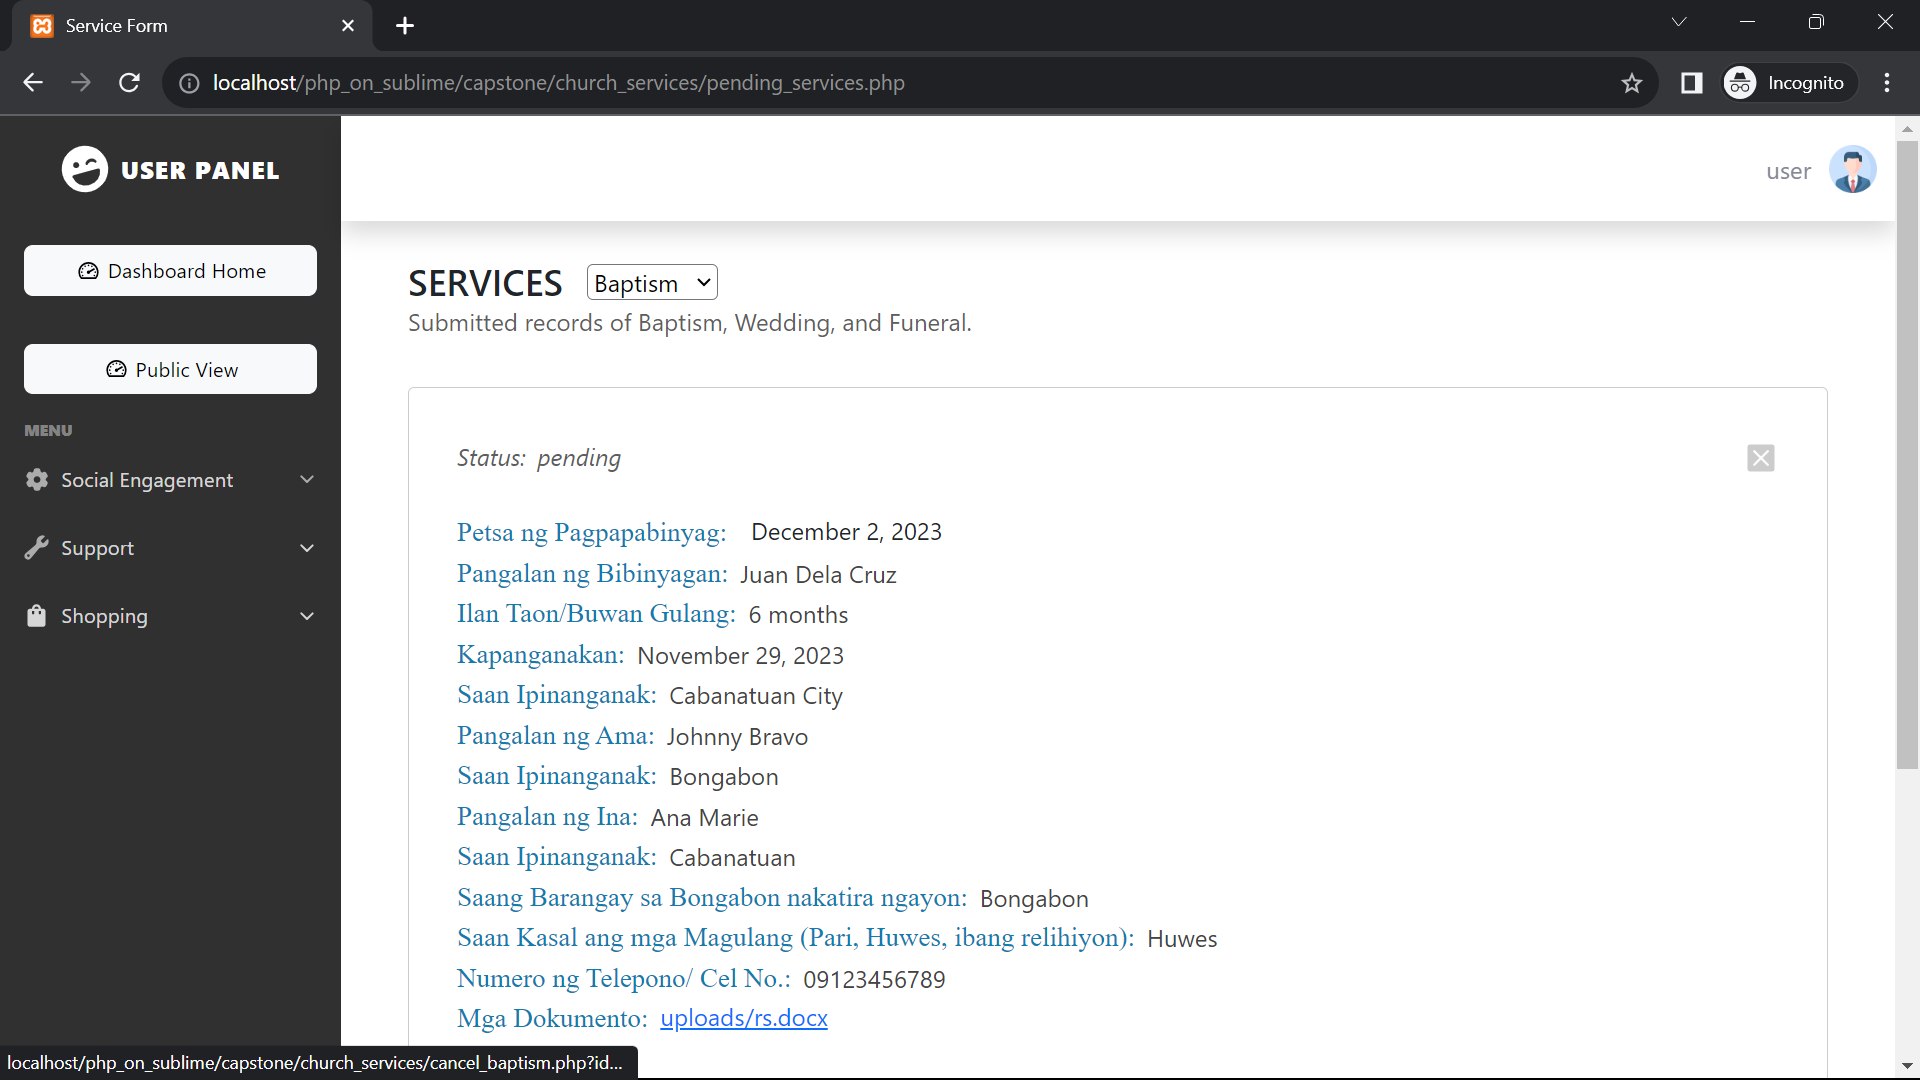 Service Form
localhost/php_on_sublime/capstone/church_services/pending_services.php
Incognito
USER PANEL
user
Dashboard Home
SERVICES Baptism
Submitted records of Baptism, Wedding, and Funeral.
Public View
MENU
Social Engagement
Support
Shopping
Status: pending
Petsa ng Pagpapabinyag: December 2, 2023
Pangalan ng Bibinyagan: Juan Dela Cruz
Ilan Taon/Buwan Gulang: 6 months
Kapanganakan: November 29, 2023
Saan Ipinanganak: Cabanatuan City
Pangalan ng Ama: Johnny Bravo
Saan Ipinanganak: Bongabon
Pangalan ng Ina: Ana Marie
Saan Ipinanganak: Cabanatuan
Saang Barangay sa Bongabon nakatira ngayon: Bongabon
Saan Kasal ang mga Magulang (Pari, Huwes, ibang relihiyon): Huwes
Numero ng Telepono/ Cel No.: 09123456789
Mga Dokumento: uploads/rs.docx
localhost/php_on_sublime/capstone/church_services/cancel_baptism.php?id...